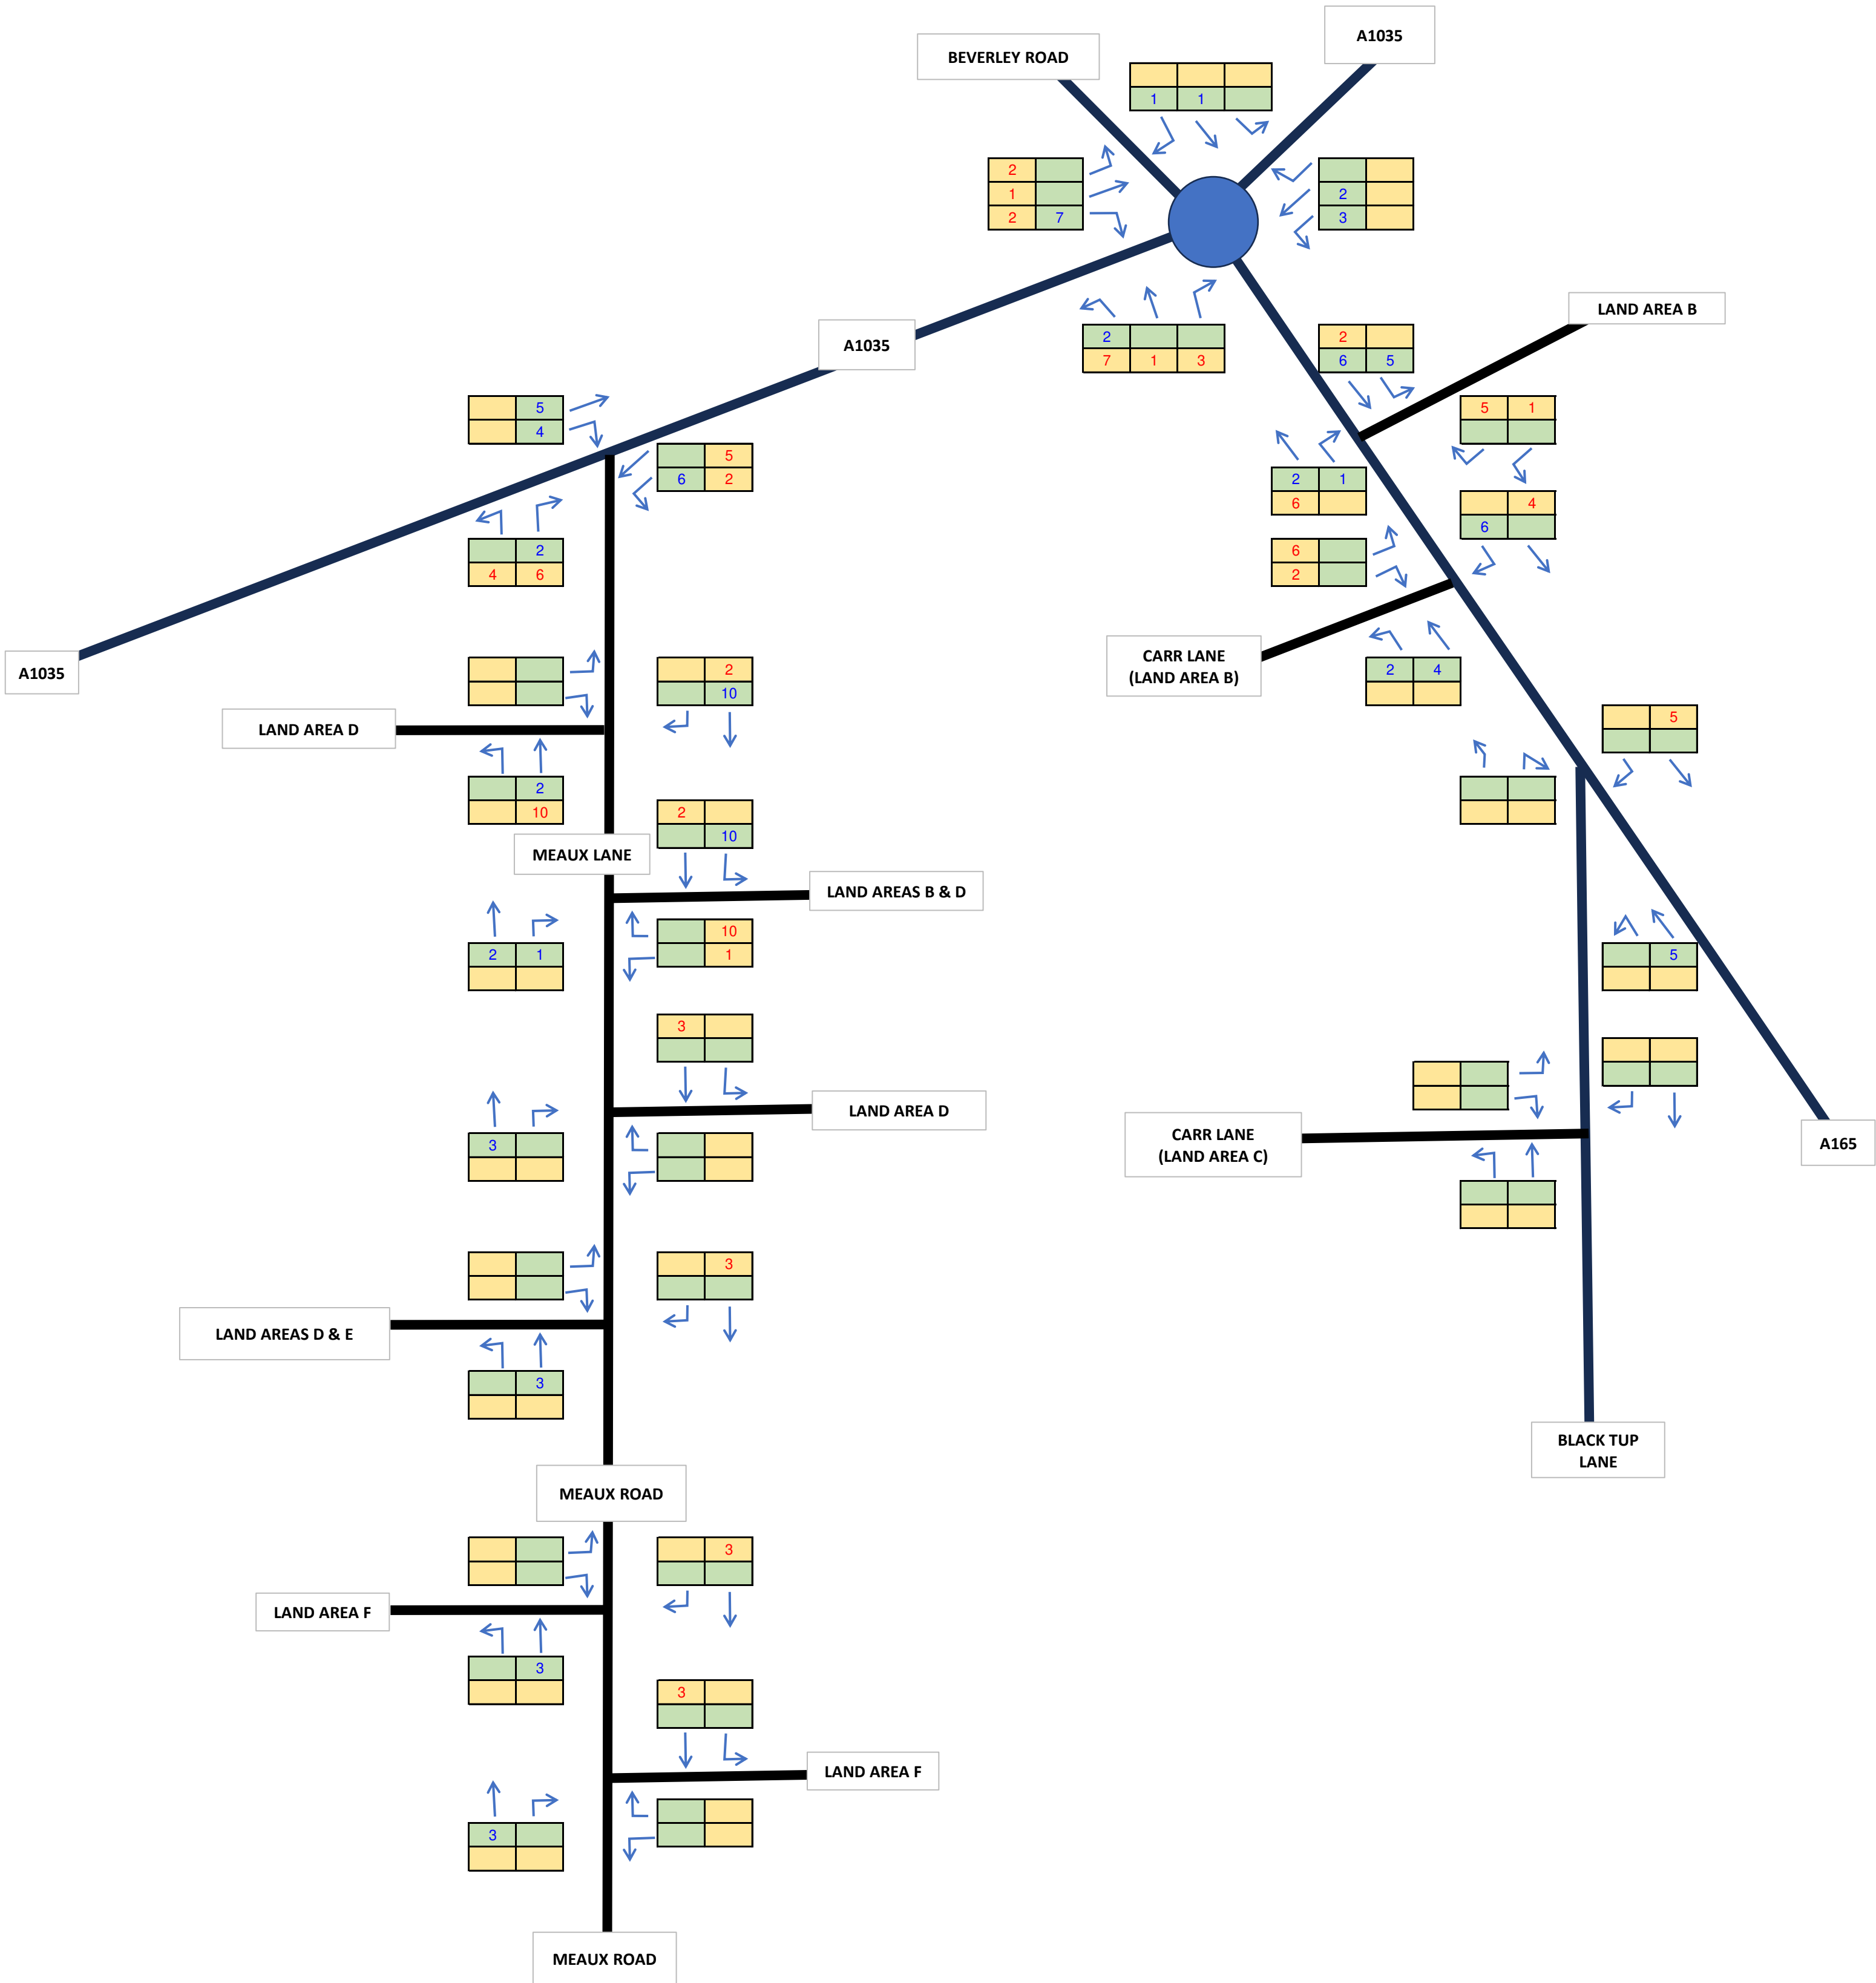 A1035
BEVERLEY ROAD
1 1
2
1
2 7
2
3
2
7 1 3
LAND AREA B
2
6 5
A1035
5 1
5
4
5
6 2
2 1
6
4
6
2
4 6
6
2
CARR LANE
(LAND AREA B)
2 4
A1035
2
10
LAND AREA D
5
2
10
MEAUX LANE
2
10
LAND AREAS B & D
2 1
10
1
5
3
LAND AREA D
3
CARR LANE
(LAND AREA C)
A165
3
LAND AREAS D & E
3
BLACK TUP
LANE
MEAUX ROAD
3
LAND AREA F
3
3
LAND AREA F
3
MEAUX ROAD